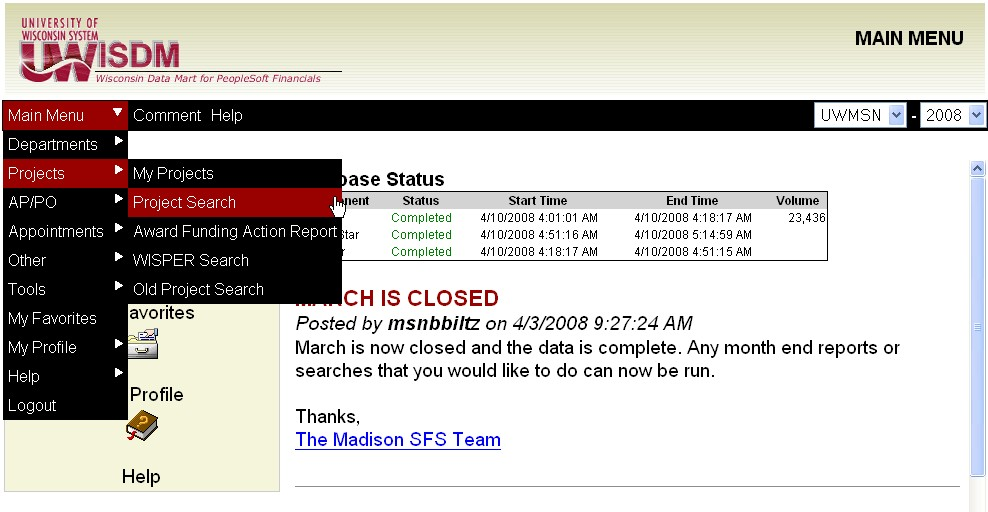 UNIVERSITY OF
WISCONSIN SYSTEM
UWISDM
Wisconsin Data Mart for PeopleSoft Financials
MAIN MENU
Main Menu Comment Help UWMSN - 2008
Departments
Projects
AP/PO
Appointments
Other
Tools
My Favorites
My Profile
Help
Logout
My Projects
Project Search
Award Funding Action Report
WISPER Search
Old Project Search
base Status
nent Status Start Time End Time Volume
Completed 4/10/2008 4:01:01 AM 4/10/2008 4:18:17 AM 23,436
Star Completed 4/10/2008 4:51:16 AM 4/10/2008 5:14:59 AM
r Completed 4/10/2008 4:18:17 AM 4/10/2008 4:51:15 AM
avorites
Profile
Help
MARCH IS CLOSED
Posted by msnbbiltz on 4/3/2008 9:27:24 AM
March is now closed and the data is complete. Any month end reports or
searches that you would like to do can now be run.
Thanks,
The Madison SFS Team